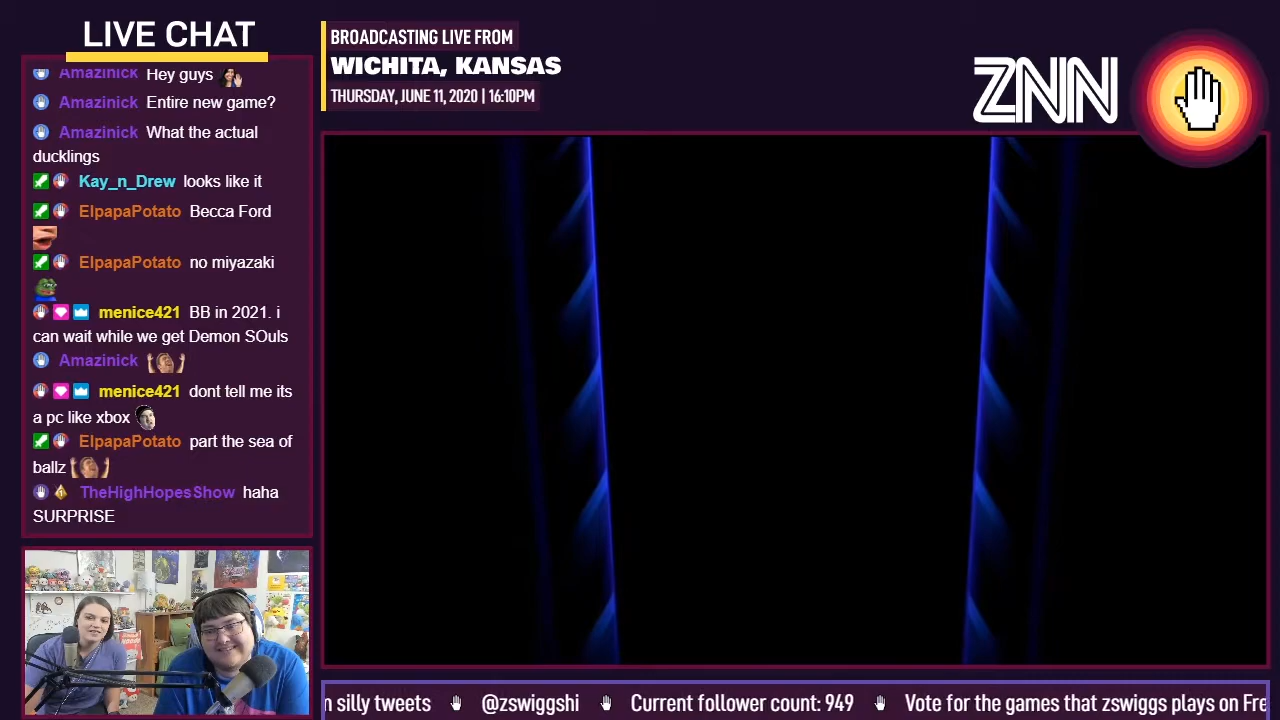 LIVE CHAT
Amazinick Hey guys
Amazinick Entire new game?
Amazinick What the actual
ducklings
Kay_n_Drew looks like it
ElpapaPotato Becca Ford
ElpapaPotato no miyazaki
menice421 BB in 2021. i
can wait while we get Demon SOuls
Amazinick
menice421 dont tell me its
a pc like xbox
ElpapaPotato part the sea of
ballz
TheHighHopesShow haha
SURPRISE
BROADCASTING LIVE FROM
WICHITA, KANSAS
THURSDAY, JUNE 11, 2020 | 16:10PM
ZNN
silly tweets @zswiggshi Current follower count: 949 Vote for the games that zswiggs plays on Fre